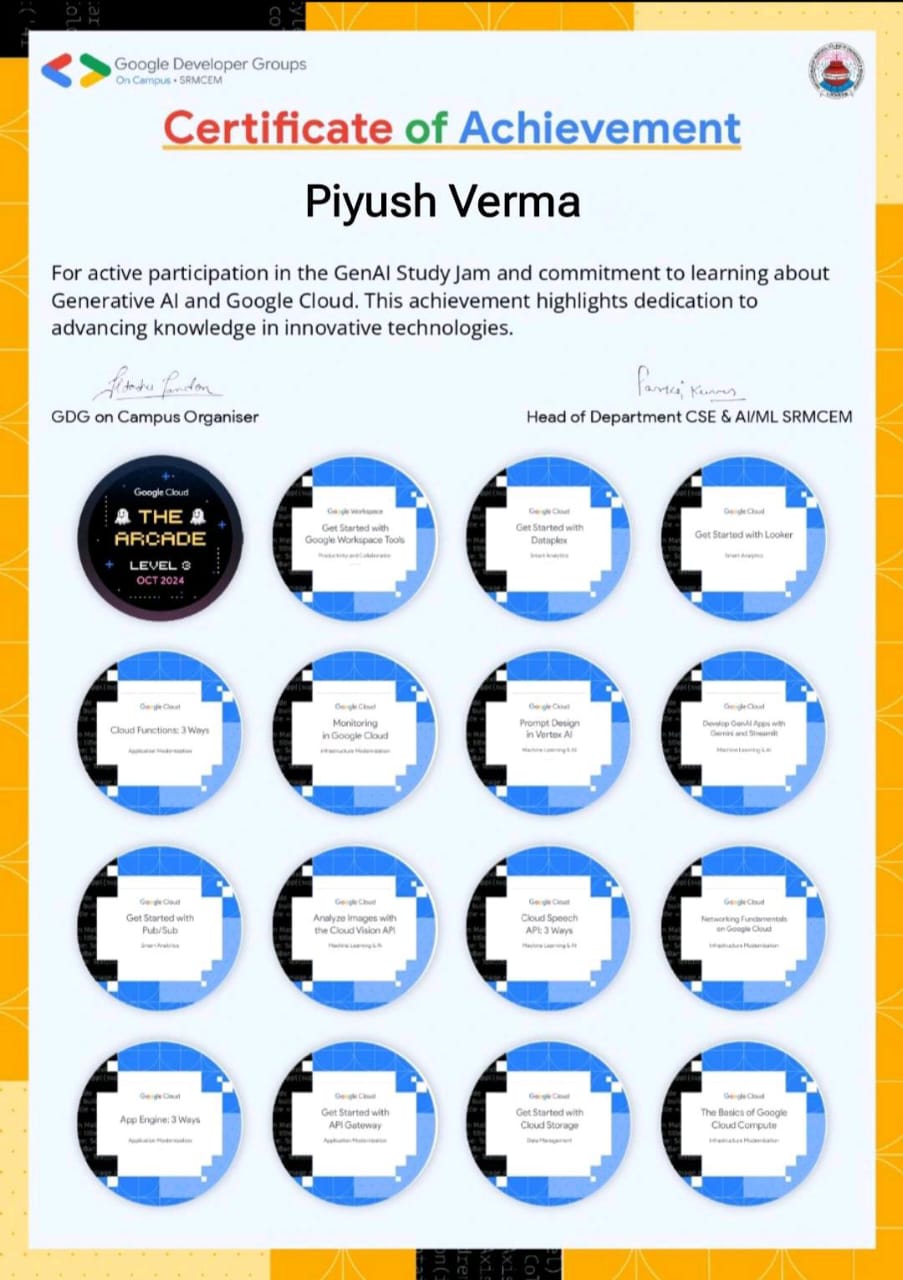 Google Developer Groups
On Campus • SRMCEM
Certificate of Achievement
Piyush Verma
For active participation in the GenAI Study Jam and commitment to learning about
Generative AI and Google Cloud. This achievement highlights dedication to
advancing knowledge in innovative technologies.
GDG on Campus Organiser
Head of Department CSE & AI/ML SRMCEM
Google Cloud
THE
ARCADE
LEVEL 3
OCT 2024
Google Workspace
Get Started with
Google Workspace Tools
Productivity and Collaboration
Google Cloud
Get Started with
Dataplex
Smart Analytics
Google Cloud
Get Started with Looker
Smart Analytics
Google Cloud
Cloud Functions: 3 Ways
Application Modernization
Google Cloud
Monitoring
in Google Cloud
Infrastructure Modernization
Google Cloud
Prompt Design
in Vertex AI
Machine Learning & AI
Google Cloud
Develop GenAI Apps with
Gemini and Streamlit
Machine Learning & AI
Google Cloud
Get Started with
Pub/Sub
Smart Analytics
Google Cloud
Analyze Images with
the Cloud Vision API
Machine Learning & AI
Google Cloud
Cloud Speech
API: 3 Ways
Machine Learning & AI
Google Cloud
Networking Fundamentals
on Google Cloud
Infrastructure Modernization
Google Cloud
App Engine: 3 Ways
Application Modernization
Google Cloud
Get Started with
API Gateway
Application Modernization
Google Cloud
Get Started with
Cloud Storage
Data Management
Google Cloud
The Basics of Google
Cloud Compute
Infrastructure Modernization